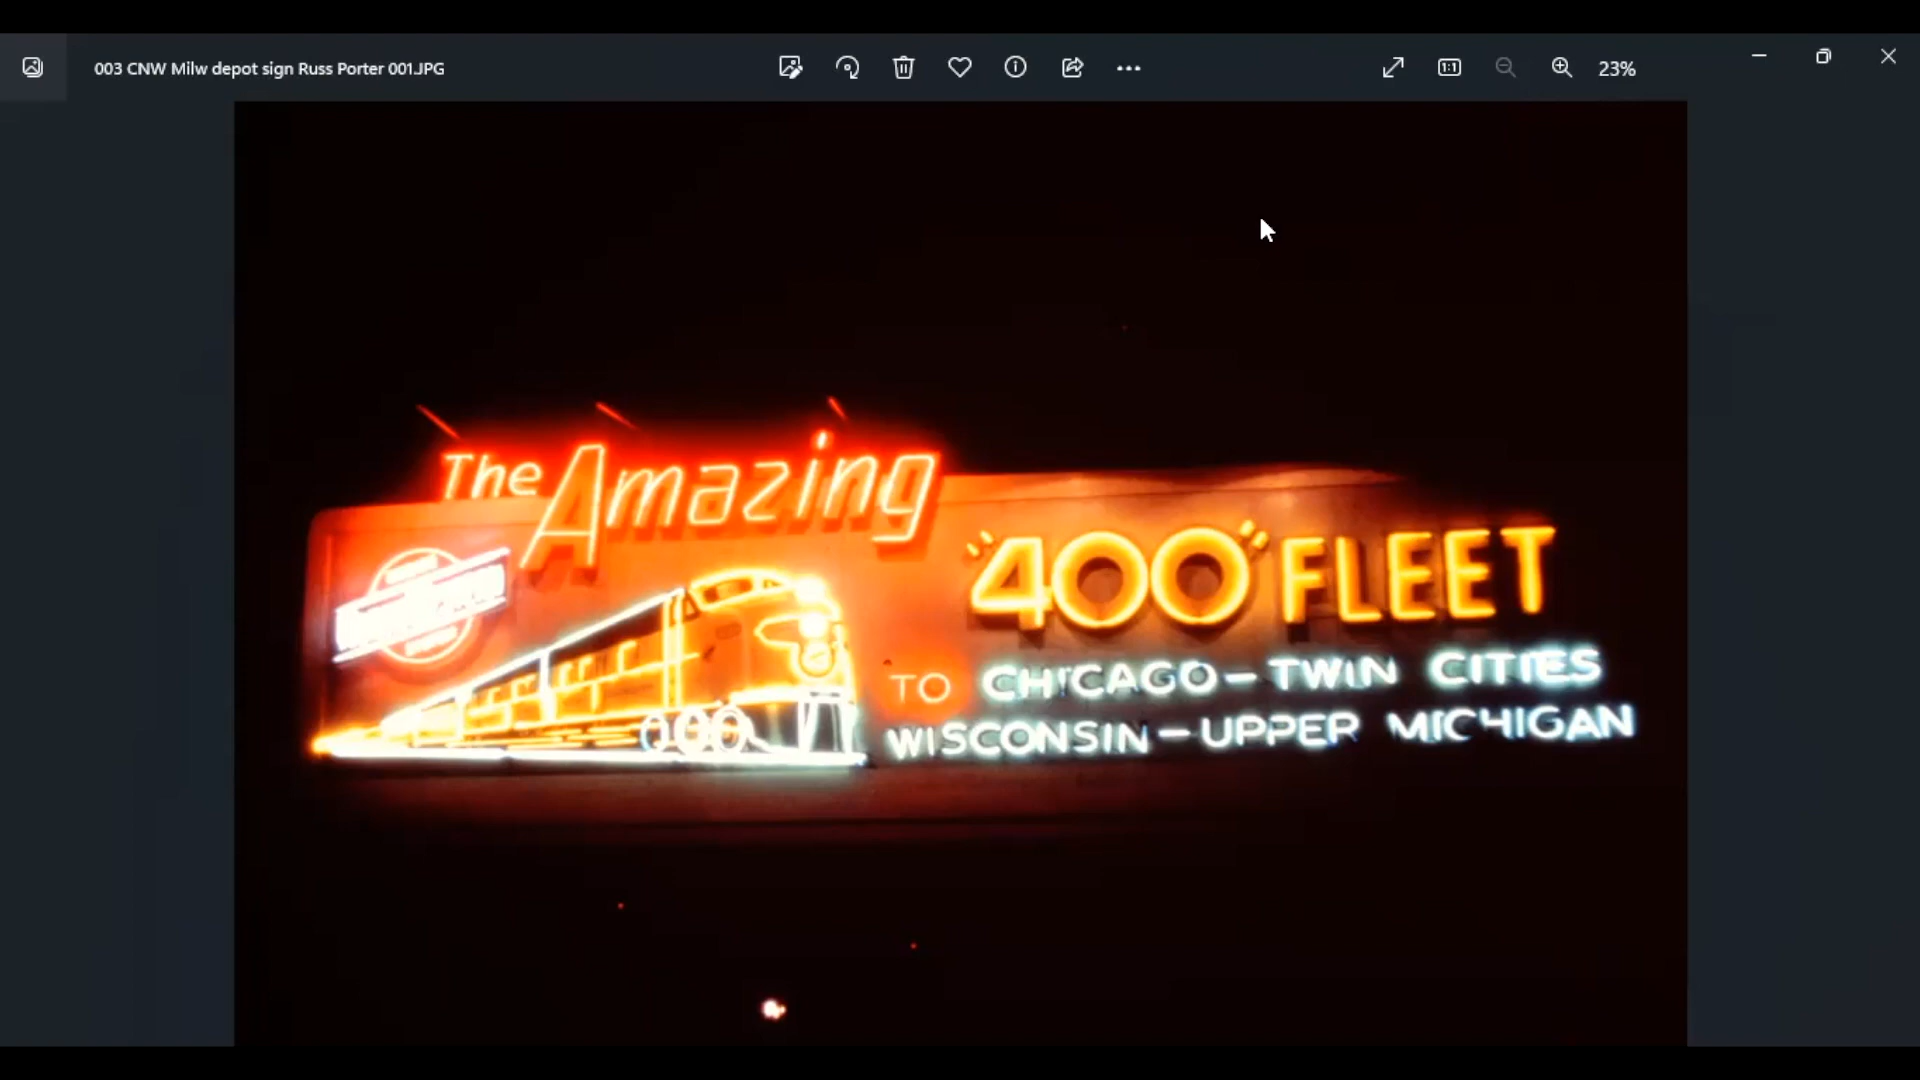 003 CNW Milw depot sign Russ Porter 001.JPG
23%
The Amazing
"400" FLEET
TO CHICAGO – TWIN CITIES
WISCONSIN – UPPER MICHIGAN